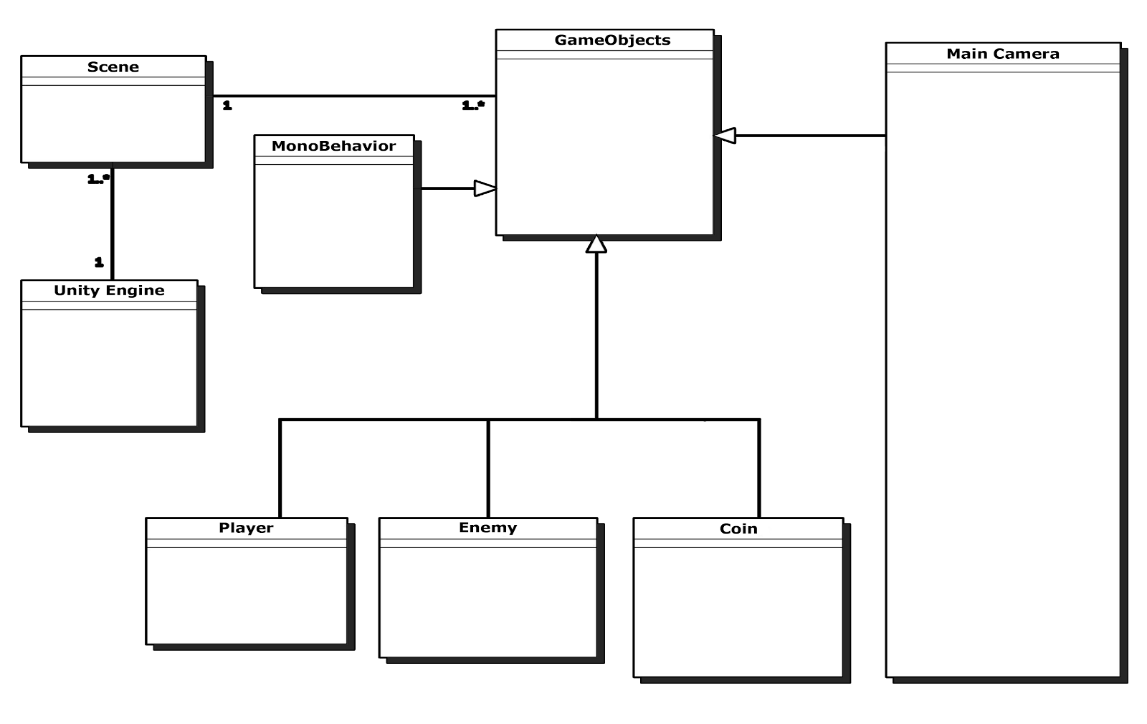 GameObjects
Scene
Main Camera
1
1..*
MonoBehavior
1..*
1
Unity Engine
Player
Enemy
Coin